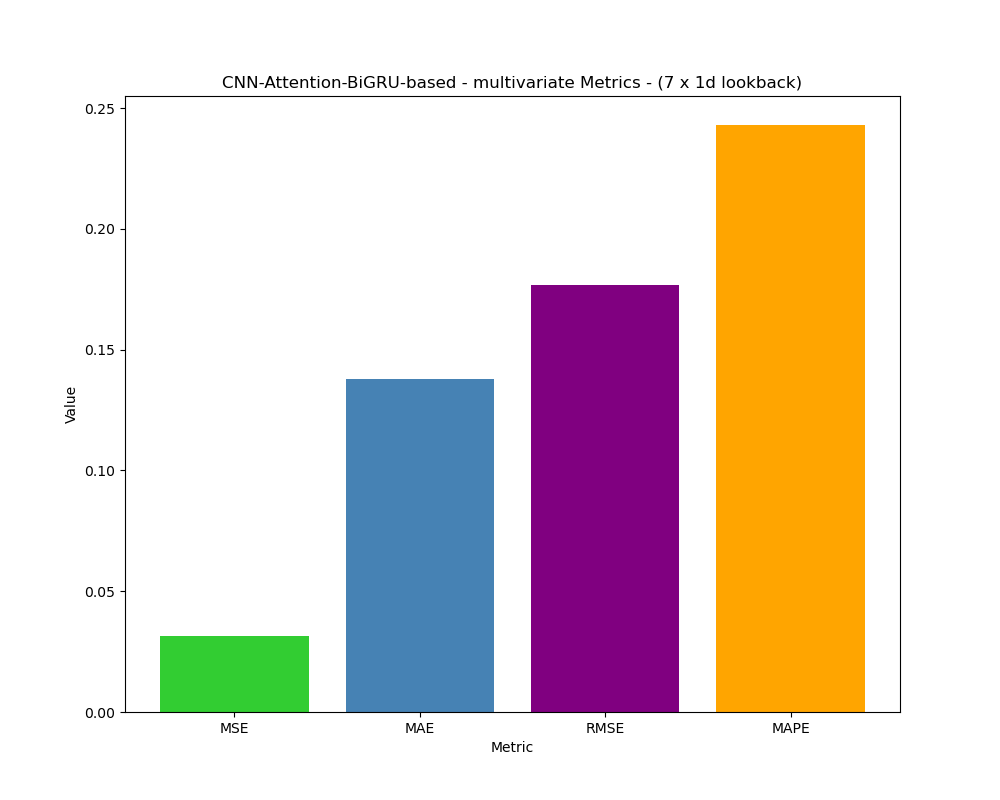 CNN-Attention-BiGRU-based - multivariate Metrics - (7 x 1d lookback)
0.25
0.20
0.15
0.10
0.05
0.00
Value
MSE MAE RMSE MAPE
Metric